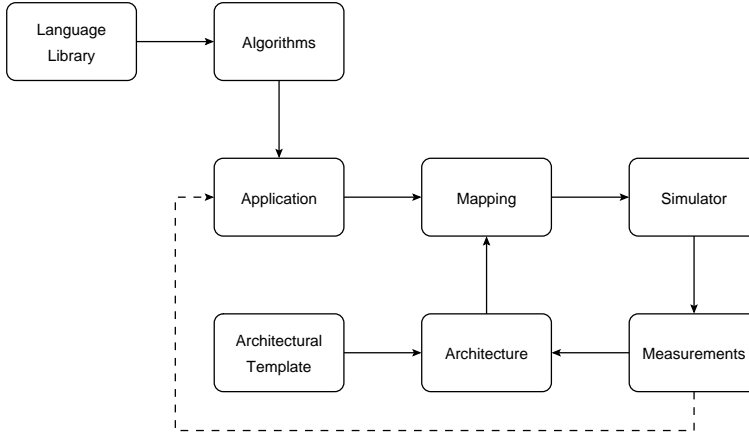 Language
Library
Algorithms
Application
Mapping
Simulator
Architectural
Template
Architecture
Measurements